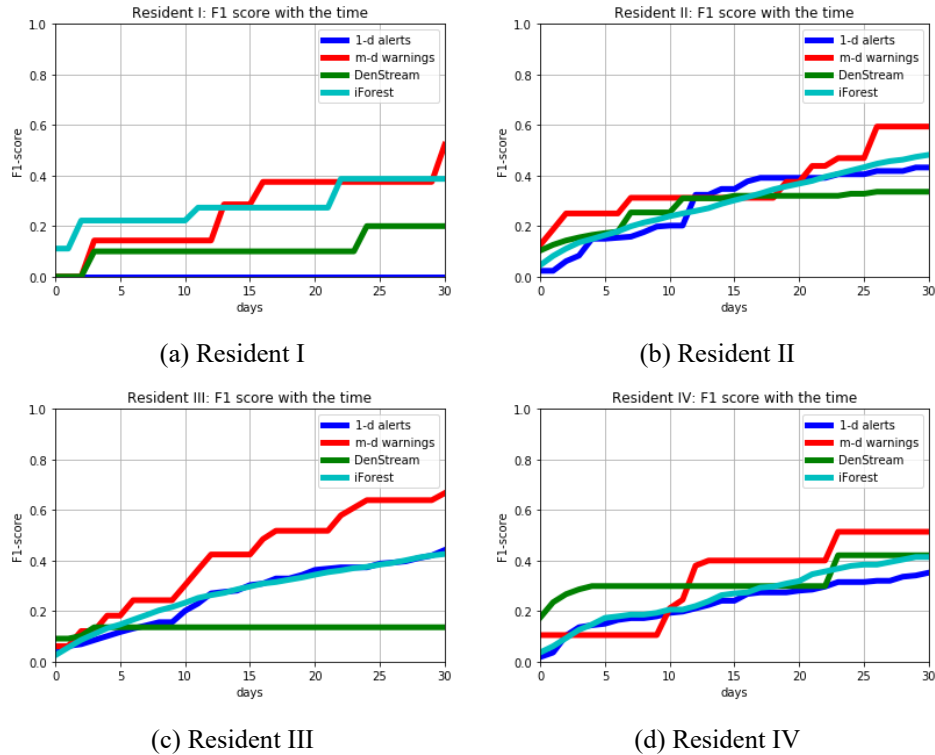 Resident I: F1 score with the time
1.0
0.8
0.6
0.4
0.2
0.0
F1-score
1-d alerts
m-d warnings
DenStream
iForest
0 5 10 15 20 25 30
days
(a) Resident I
Resident II: F1 score with the time
1.0
0.8
0.6
0.4
0.2
0.0
F1-score
1-d alerts
m-d warnings
DenStream
iForest
0 5 10 15 20 25 30
days
(b) Resident II
Resident III: F1 score with the time
1.0
0.8
0.6
0.4
0.2
0.0
F1-score
1-d alerts
m-d warnings
DenStream
iForest
0 5 10 15 20 25 30
days
(c) Resident III
Resident IV: F1 score with the time
1.0
0.8
0.6
0.4
0.2
0.0
F1-score
1-d alerts
m-d warnings
DenStream
iForest
0 5 10 15 20 25 30
days
(d) Resident IV